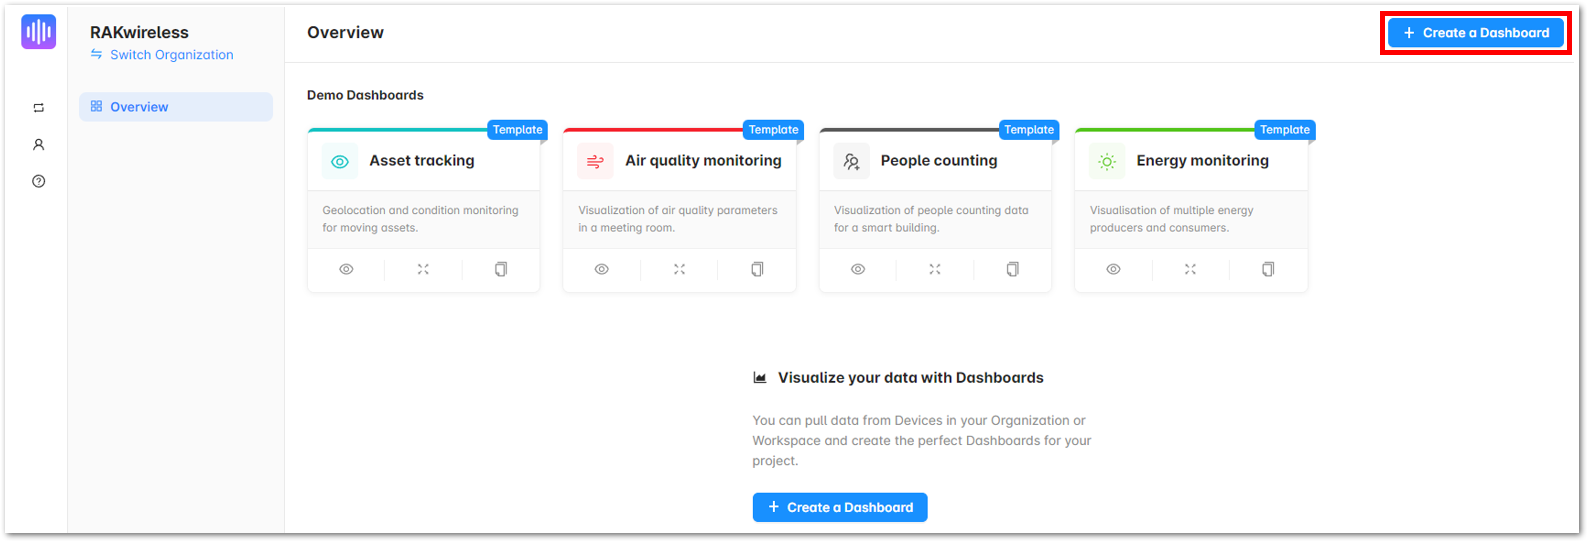 RAKwireless
Switch Organization
Overview
Overview
+ Create a Dashboard
Demo Dashboards
Template
Asset tracking
Geolocation and condition monitoring
for moving assets.
Template
Air quality monitoring
Visualization of air quality parameters
in a meeting room.
Template
People counting
Visualization of people counting data
for a smart building.
Template
Energy monitoring
Visualisation of multiple energy
producers and consumers.
Visualize your data with Dashboards
You can pull data from Devices in your Organization or
Workspace and create the perfect Dashboards for your
project.
+ Create a Dashboard